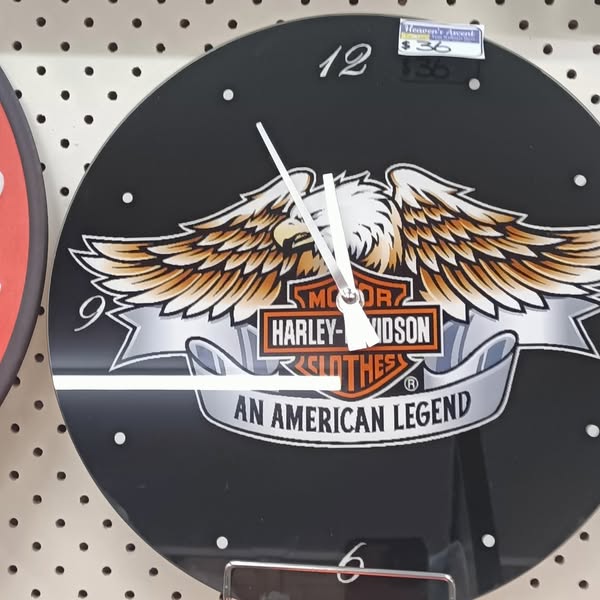 Heaven's Ascent
$ 36
12
MOTOR
9
HARLEY-DAVIDSON
CLOTHES
®
AN AMERICAN LEGEND
6